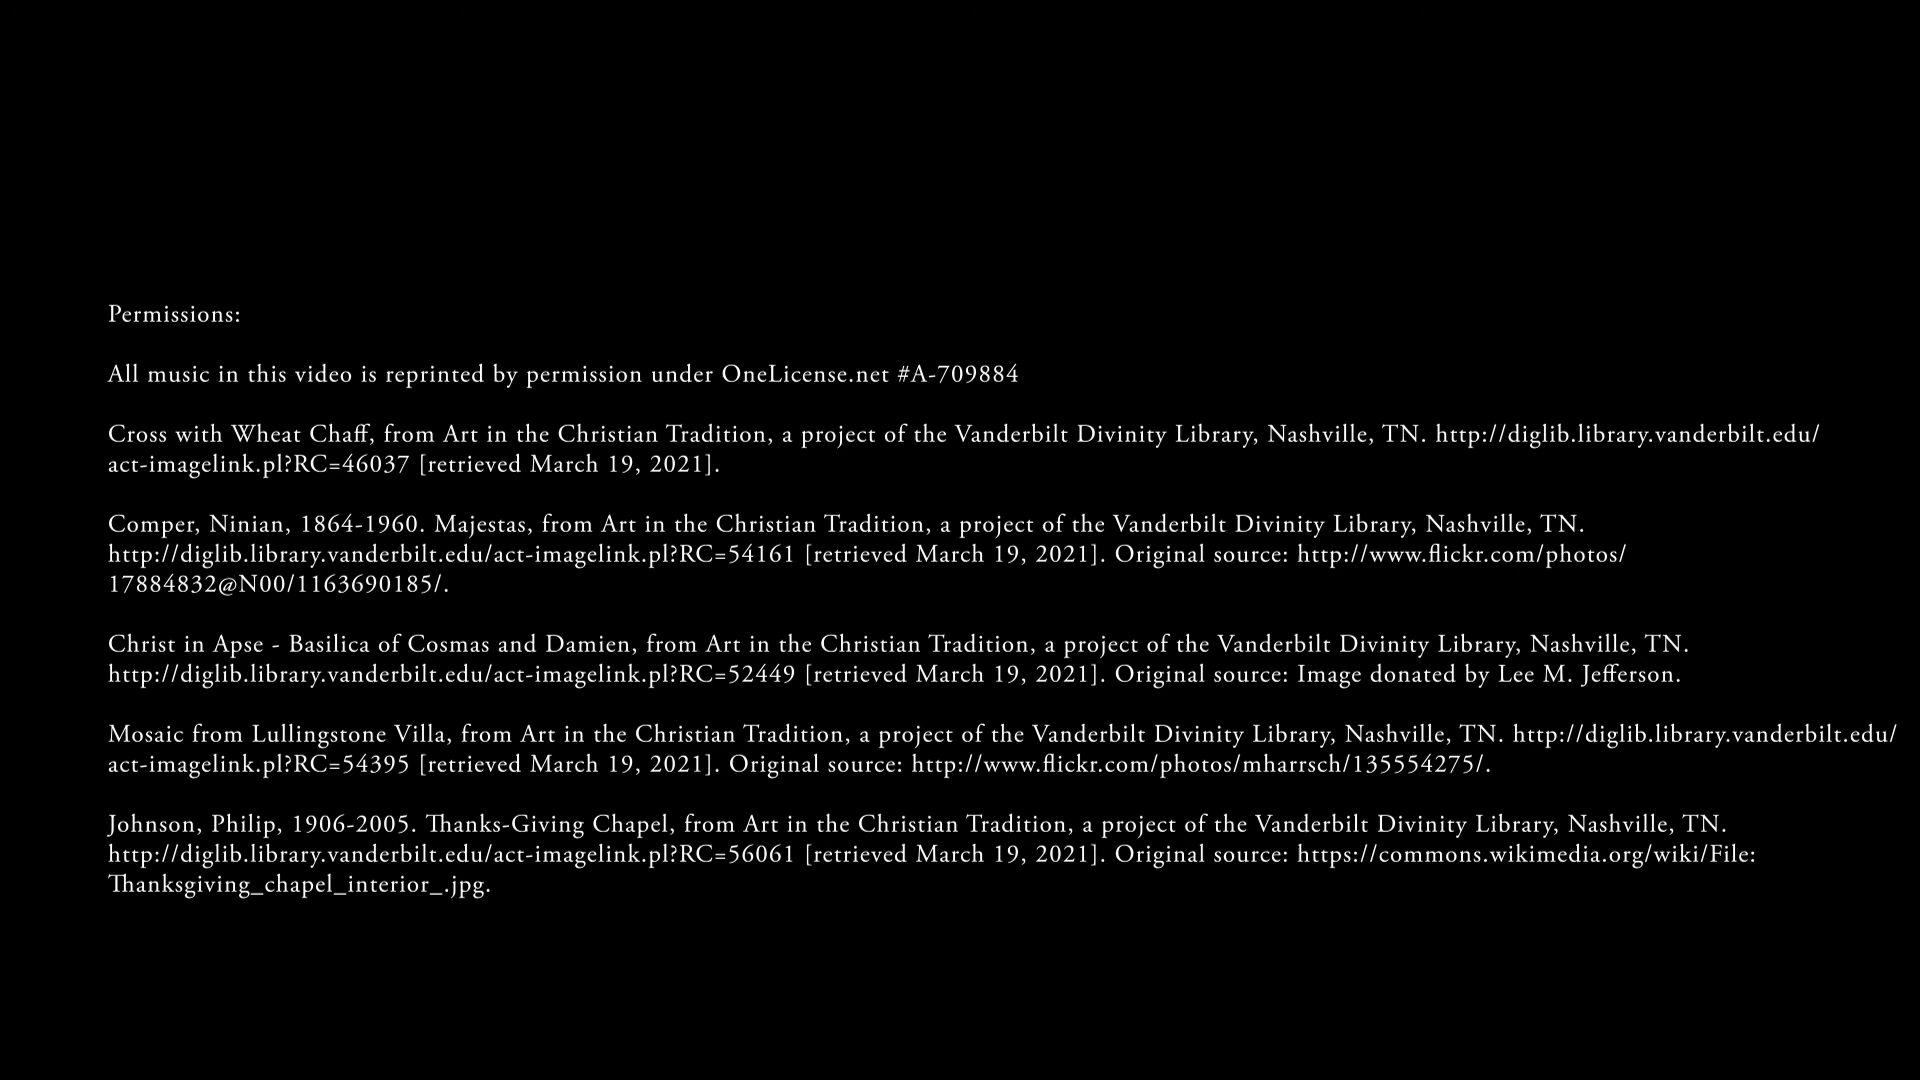 Permissions:
All music in this video is reprinted by permission under OneLicense.net #A-709884
Cross with Wheat Chaff, from Art in the Christian Tradition, a project of the Vanderbilt Divinity Library, Nashville, TN. http://diglib.library.vanderbilt.edu/
act-imagelink.pl?RC=46037 [retrieved March 19, 2021].
Comper, Ninian, 1864-1960. Majestas, from Art in the Christian Tradition, a project of the Vanderbilt Divinity Library, Nashville, TN.
http://diglib.library.vanderbilt.edu/act-imagelink.pl?RC=54161 [retrieved March 19, 2021]. Original source: http://www.flickr.com/photos/
17884832@N00/1163690185/.
Christ in Apse - Basilica of Cosmas and Damien, from Art in the Christian Tradition, a project of the Vanderbilt Divinity Library, Nashville, TN.
http://diglib.library.vanderbilt.edu/act-imagelink.pl?RC=52449 [retrieved March 19, 2021]. Original source: Image donated by Lee M. Jefferson.
Mosaic from Lullingstone Villa, from Art in the Christian Tradition, a project of the Vanderbilt Divinity Library, Nashville, TN. http://diglib.library.vanderbilt.edu/
act-imagelink.pl?RC=54395 [retrieved March 19, 2021]. Original source: http://www.flickr.com/photos/mharrsch/135554275/.
Johnson, Philip, 1906-2005. Thanks-Giving Chapel, from Art in the Christian Tradition, a project of the Vanderbilt Divinity Library, Nashville, TN.
http://diglib.library.vanderbilt.edu/act-imagelink.pl?RC=56061 [retrieved March 19, 2021]. Original source: https://commons.wikimedia.org/wiki/File:
Thanksgiving_chapel_interior_.jpg.